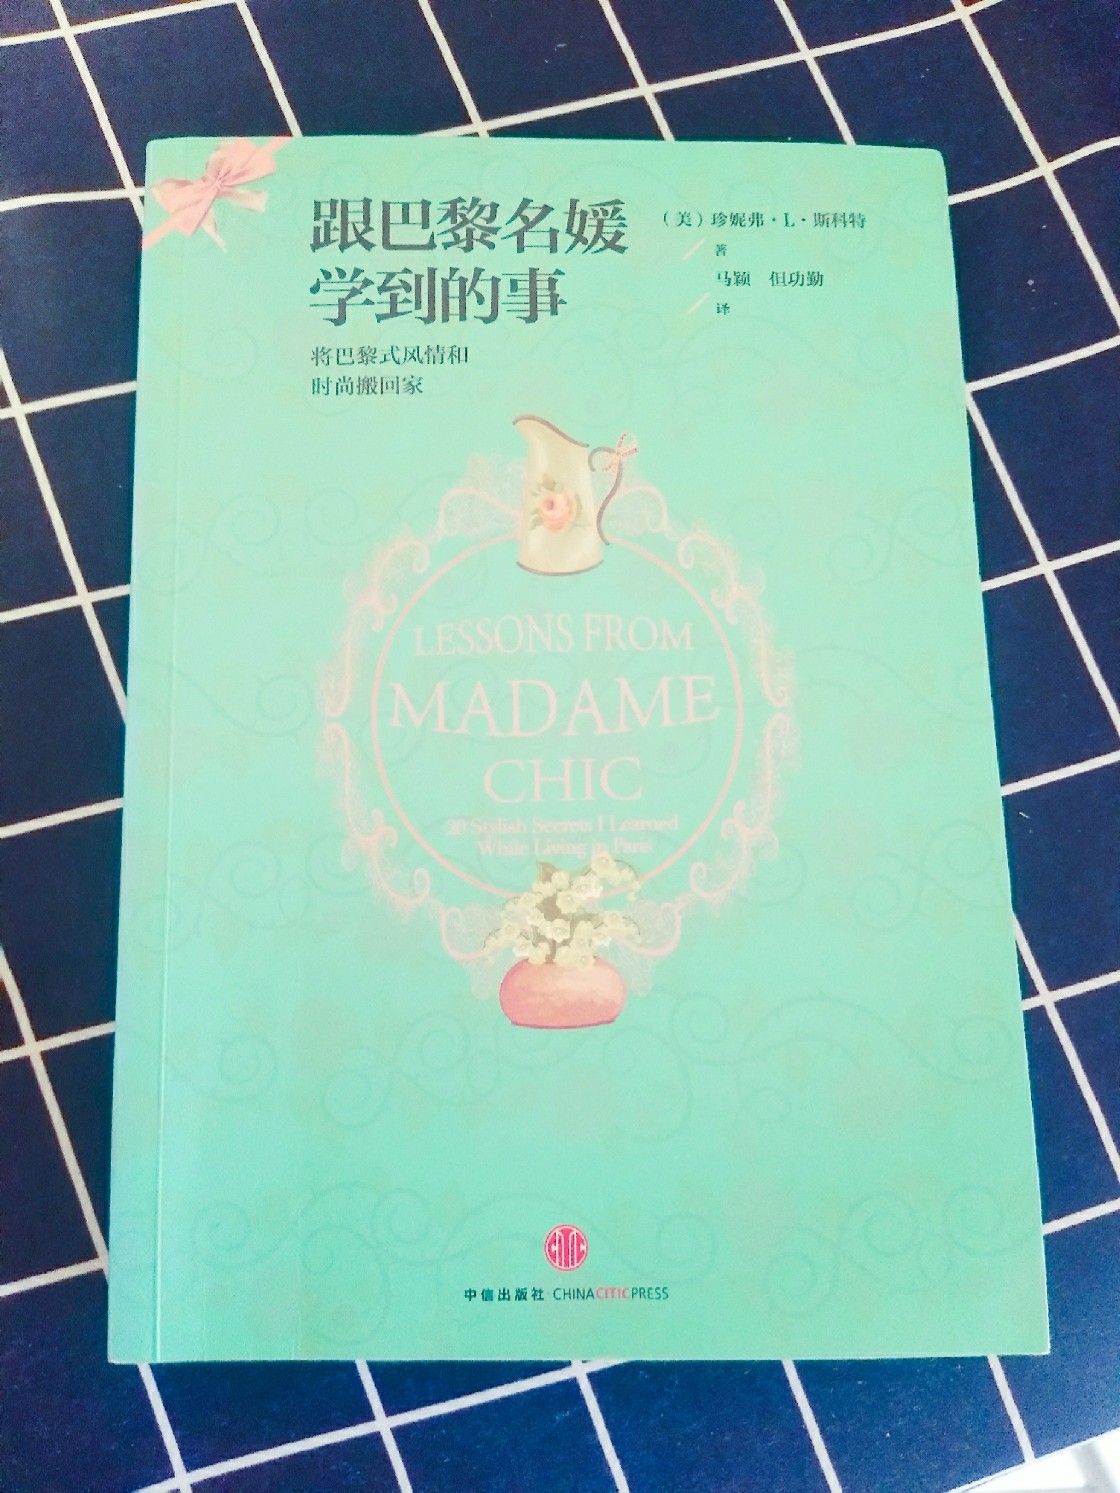 跟巴黎名媛
学到的事
将巴黎式风情和
时尚搬回家
（美）珍妮弗·L·斯科特
著
马颖 但功勤
译
LESSONS FROM
MADAME
CHIC
20 Stylish Secrets I Learned
While Living in Paris
中信出版社·CHINACITICPRESS